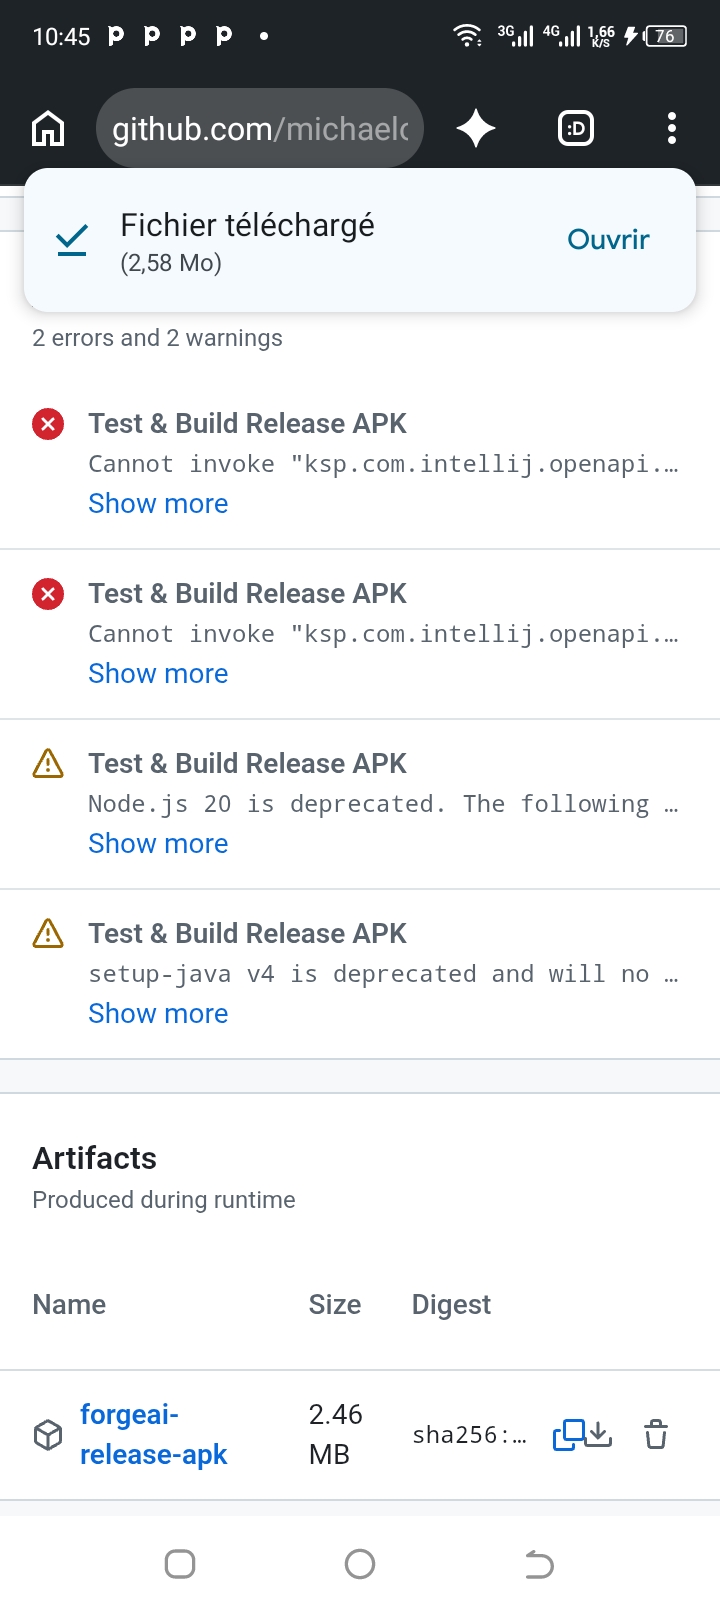 10:45
3G 4G 1,66 K/S 76
github.com/michaelc
Fichier téléchargé
(2,58 Mo)
Ouvrir
2 errors and 2 warnings
Test & Build Release APK
Cannot invoke "ksp.com.intellij.openapi.…
Show more
Test & Build Release APK
Cannot invoke "ksp.com.intellij.openapi.…
Show more
Test & Build Release APK
Node.js 20 is deprecated. The following …
Show more
Test & Build Release APK
setup-java v4 is deprecated and will no …
Show more
Artifacts
Produced during runtime
Name Size Digest
forgeai-release-apk 2.46 MB sha256:…